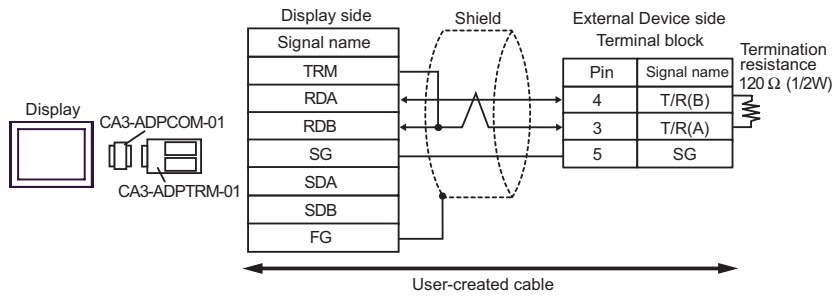 Display side
Shield
External Device side
Terminal block
Termination
resistance
120 Ω (1/2W)
Signal name
TRM
RDA
RDB
SG
SDA
SDB
FG
Pin
Signal name
4
T/R(B)
3
T/R(A)
5
SG
Display
CA3-ADPCOM-01
CA3-ADPTRM-01
User-created cable